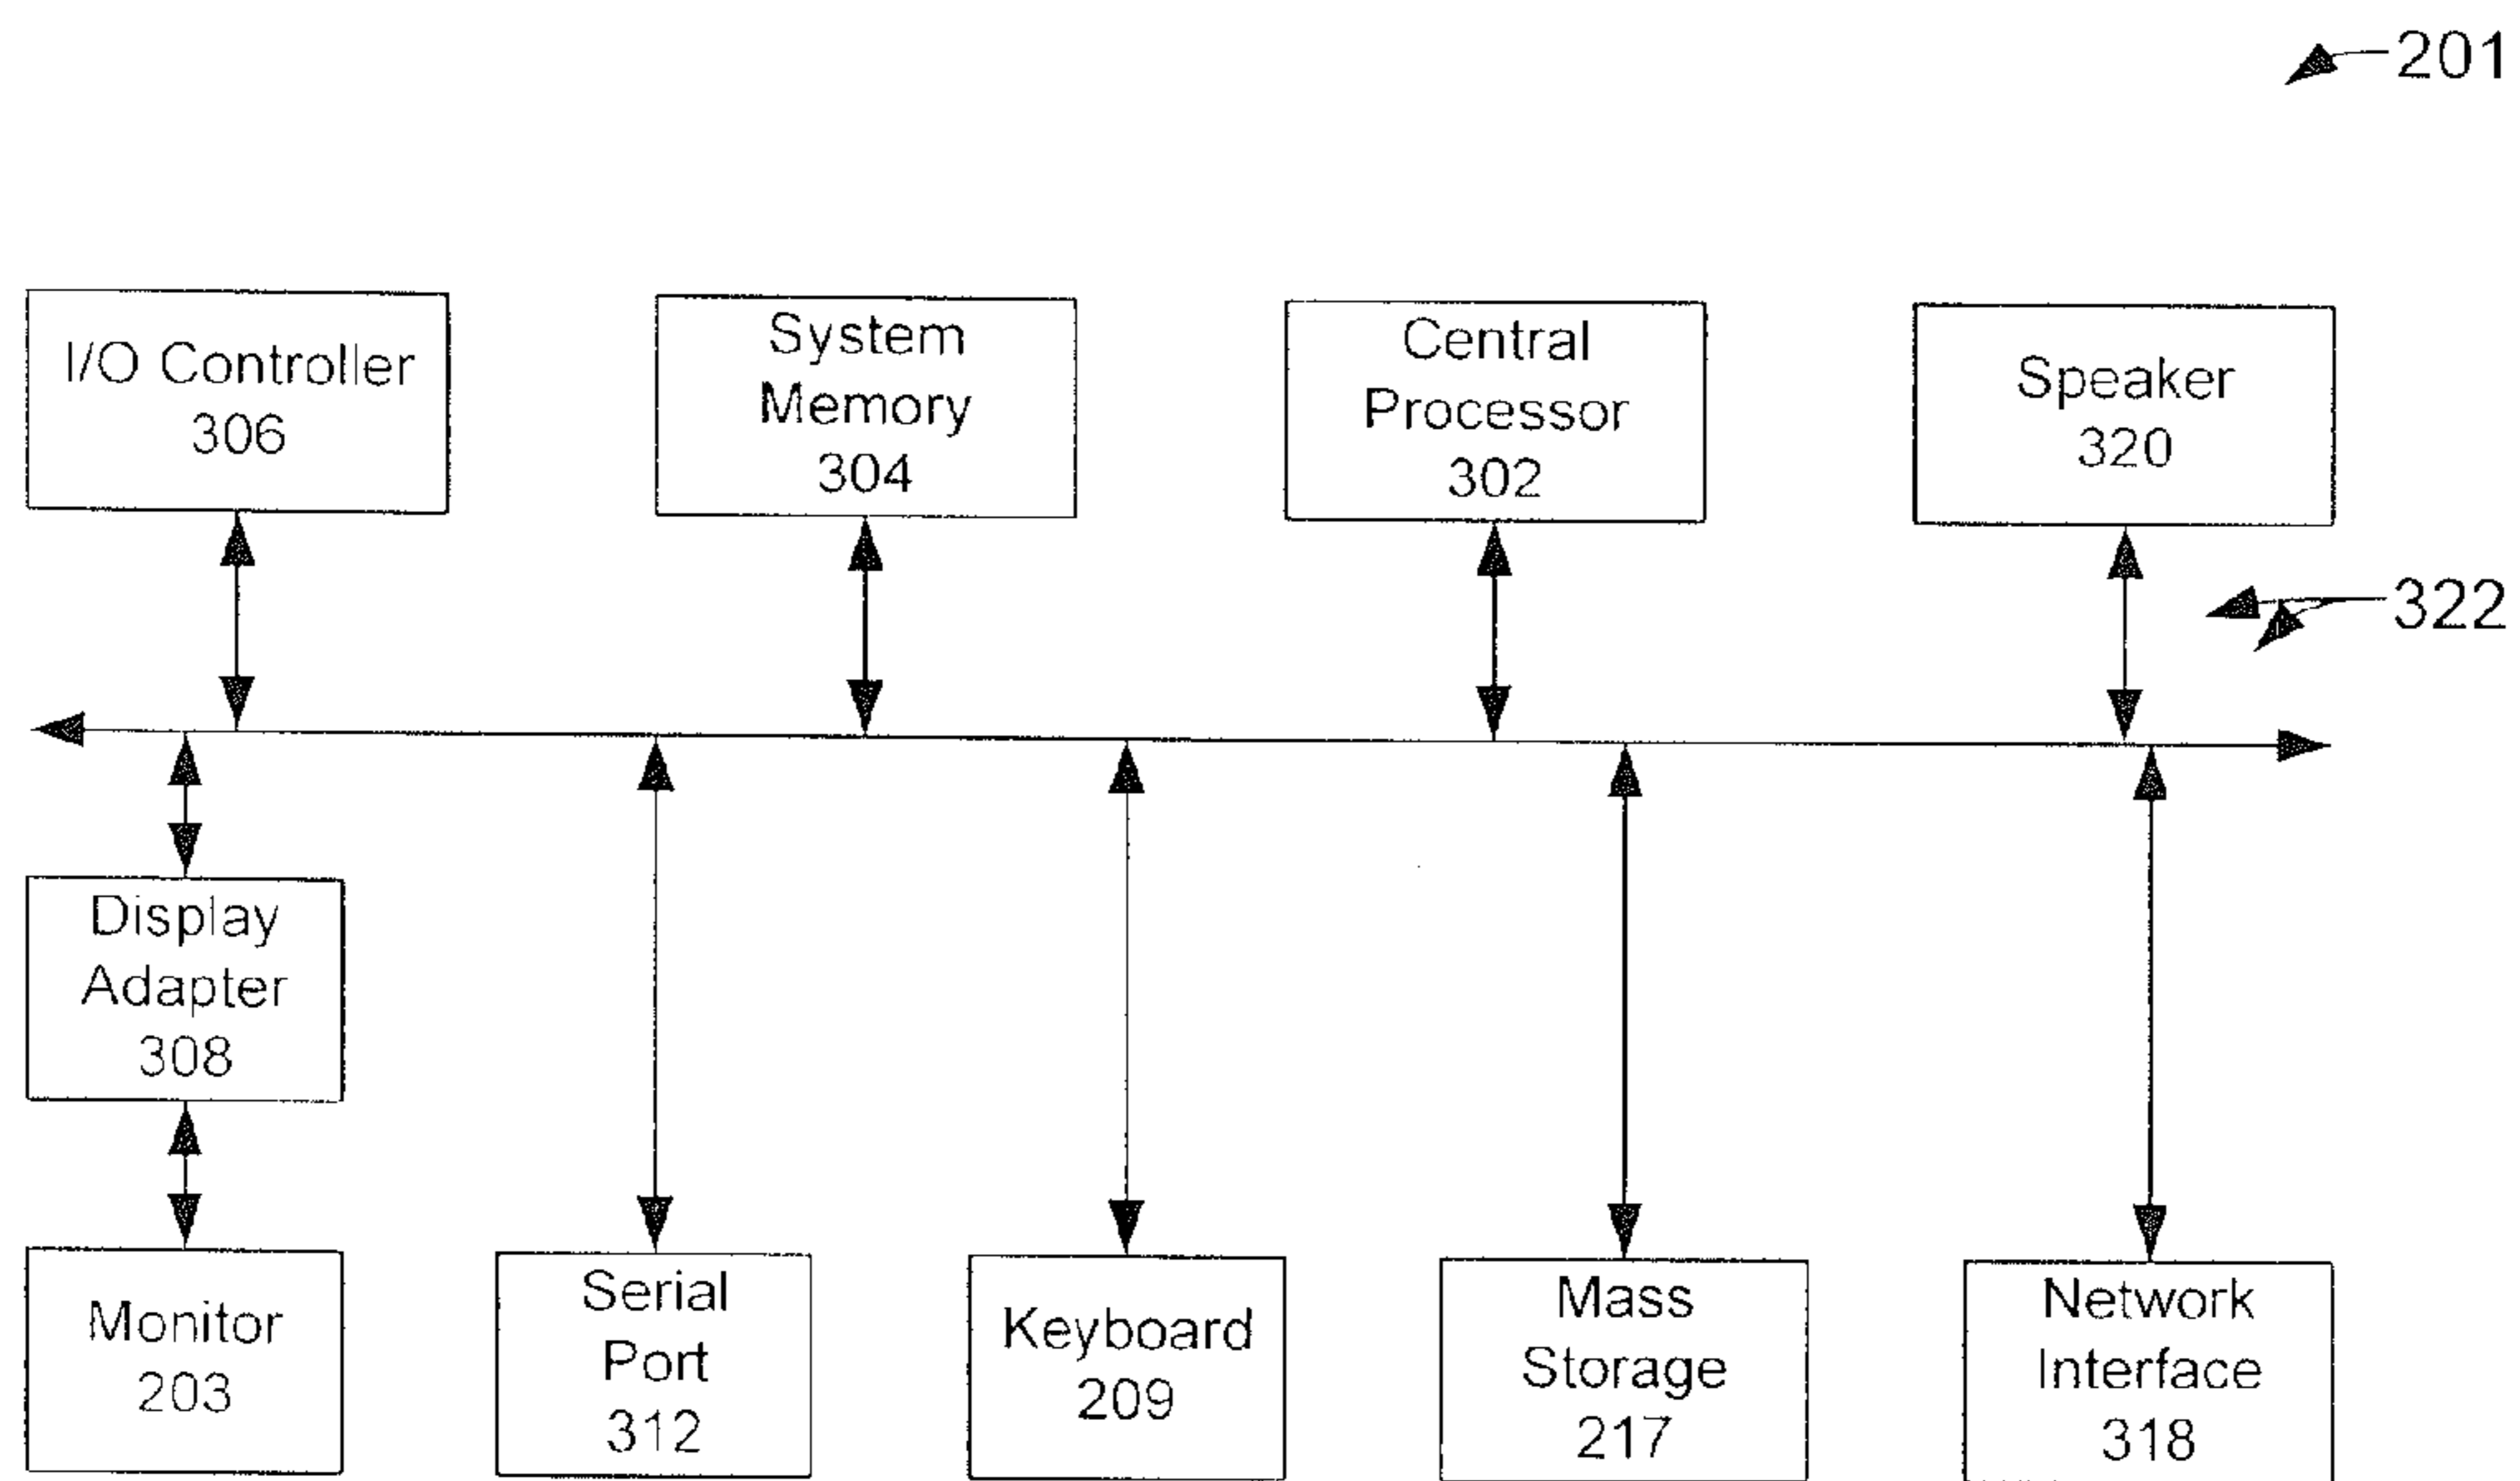 201
I/O Controller
306
System
Memory
304
Central
Processor
302
Speaker
320
322
Display
Adapter
308
Monitor
203
Serial
Port
312
Keyboard
209
Mass
Storage
217
Network
Interface
318